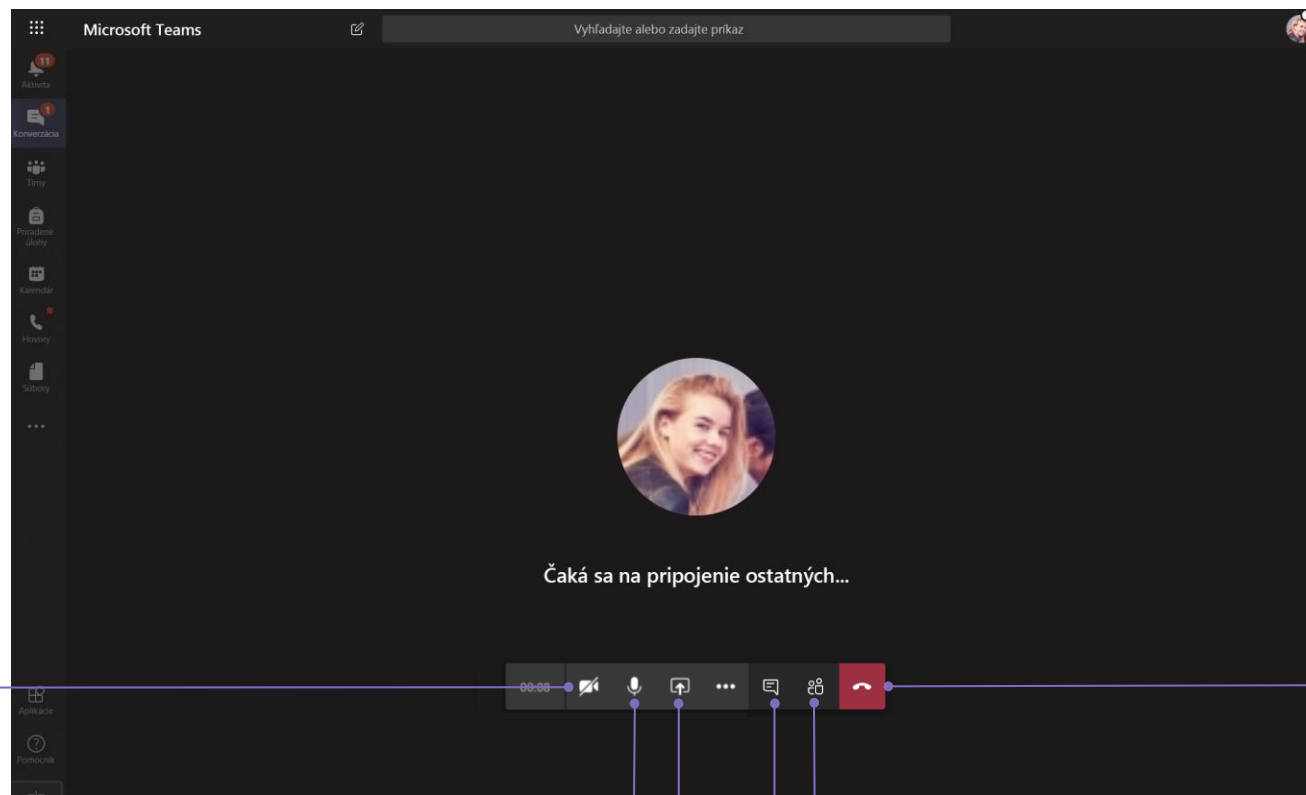 Microsoft Teams
Vyhľadajte alebo zadajte príkaz
11
Aktivita
1
Konverzácia
Tímy
Priradené
úlohy
Kalendár
Hovory
Súbory
Čaká sa na pripojenie ostatných...
00:08
Aplikácie
?
Pomocník